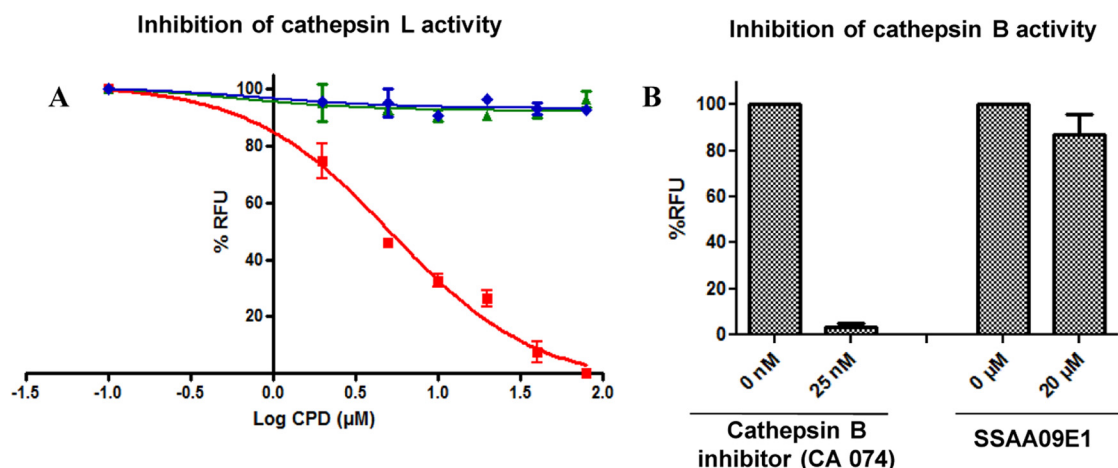 Inhibition of cathepsin L activity
A
% RFU
100
80
60
40
20
-1.5 -1.0 -0.5 0.0 0.5 1.0 1.5 2.0
Log CPD (µM)
Inhibition of cathepsin B activity
B
%RFU
100
80
60
40
20
0
0 nM 25 nM 0 µM 20 µM
Cathepsin B
inhibitor (CA 074)
SSAA09E1